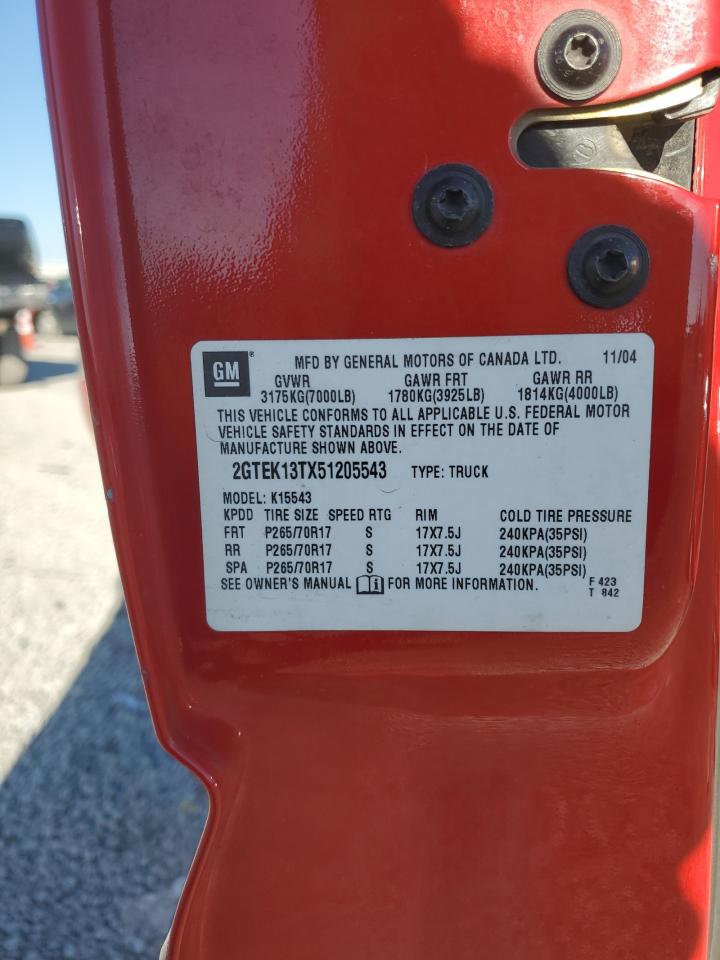 GM ® MFD BY GENERAL MOTORS OF CANADA LTD. 11/04
GVWR GAWR FRT GAWR RR
3175KG(7000LB) 1780KG(3925LB) 1814KG(4000LB)
THIS VEHICLE CONFORMS TO ALL APPLICABLE U.S. FEDERAL MOTOR
VEHICLE SAFETY STANDARDS IN EFFECT ON THE DATE OF
MANUFACTURE SHOWN ABOVE.
2GTEK13TX51205543 TYPE: TRUCK
MODEL: K15543
KPDD TIRE SIZE SPEED RTG RIM COLD TIRE PRESSURE
FRT P265/70R17 S 17X7.5J 240KPA(35PSI)
RR P265/70R17 S 17X7.5J 240KPA(35PSI)
SPA P265/70R17 S 17X7.5J 240KPA(35PSI)
SEE OWNER'S MANUAL i FOR MORE INFORMATION. F 423
T 842